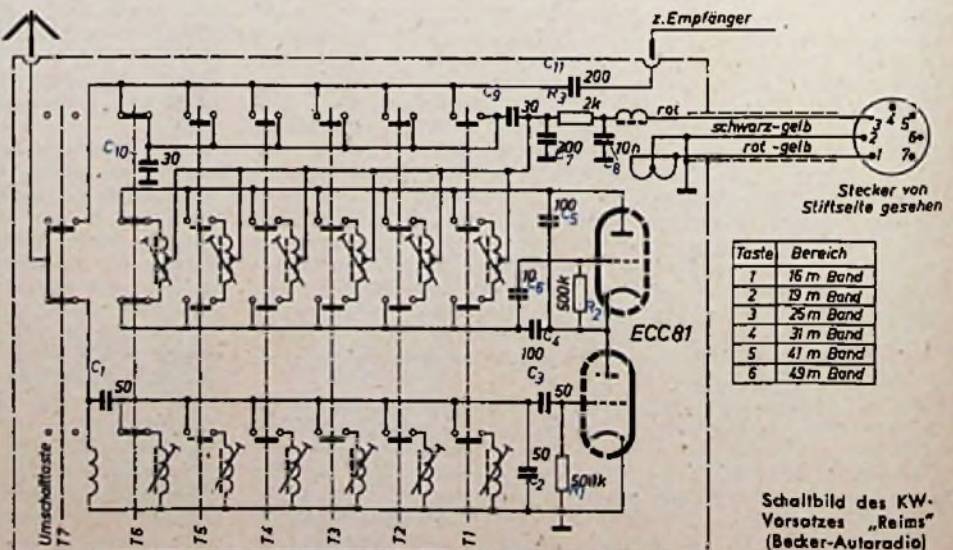 z.Empfänger
C11
200
R3
C9
30
2k
rot
schwarz-gelb
rot-gelb
200
C7
10n
C8
C10
30
3
4
5
2
6
1
7
Stecker von
Stiftseite gesehen
100
C5
10
C6
500k
R2
C4
100
ECC81
Taste Bereich
1 16 m Band
2 19 m Band
3 25 m Band
4 31 m Band
5 41 m Band
6 49 m Band
C1
50
C3
50
50
C2
500k
R1
Umschalttaste
T7
T6
T5
T4
T3
T2
T1
Schaltbild des KW-
Vorsatzes „Reims"
(Becker-Autoradio)